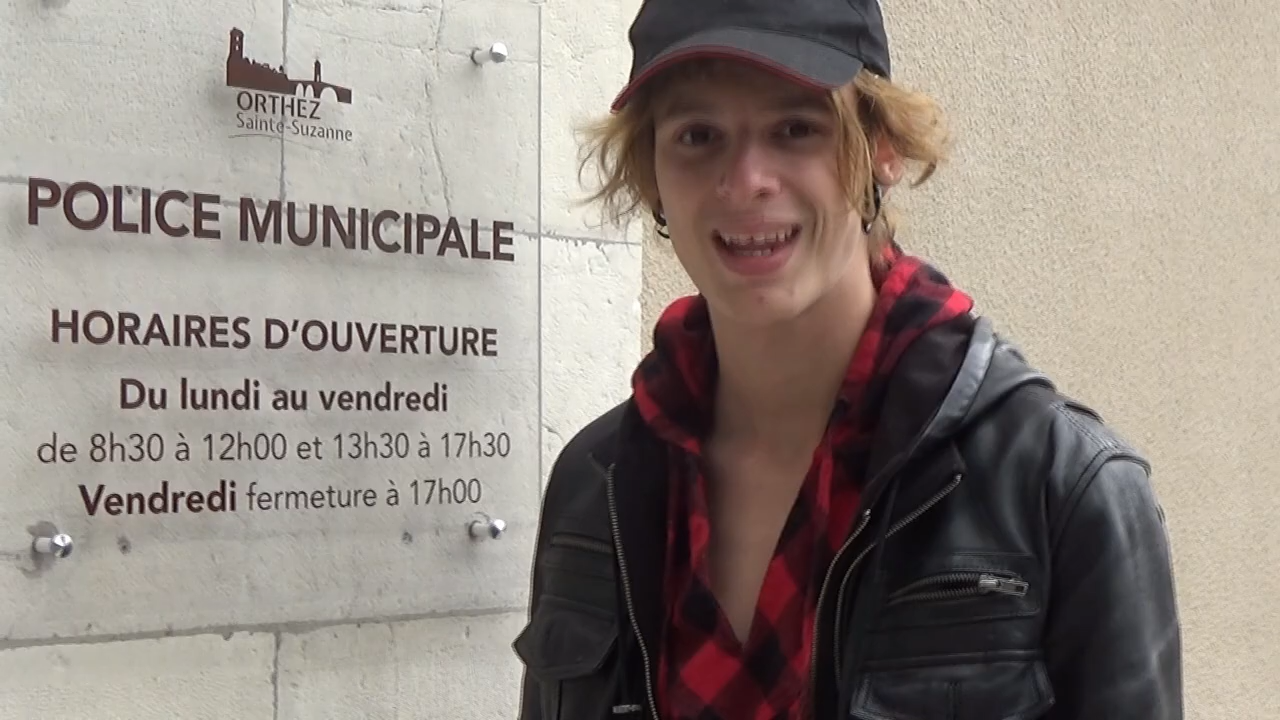 ORTHEZ
Sainte-Suzanne
POLICE MUNICIPALE
HORAIRES D'OUVERTURE
Du lundi au vendredi
de 8h30 à 12h00 et 13h30 à 17h30
Vendredi fermeture à 17h00